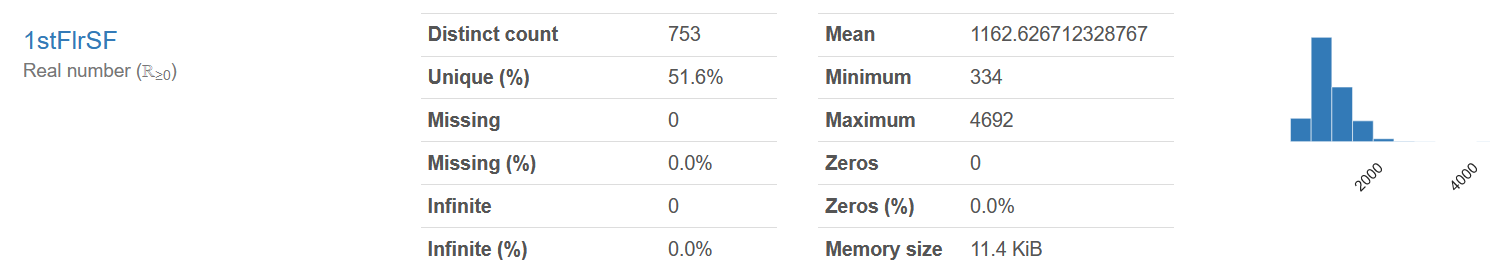 1stFlrSF
Real number (ℝ≥0)
Distinct count 753
Unique (%) 51.6%
Missing 0
Missing (%) 0.0%
Infinite 0
Infinite (%) 0.0%
Mean 1162.626712328767
Minimum 334
Maximum 4692
Zeros 0
Zeros (%) 0.0%
Memory size 11.4 KiB
2000
4000